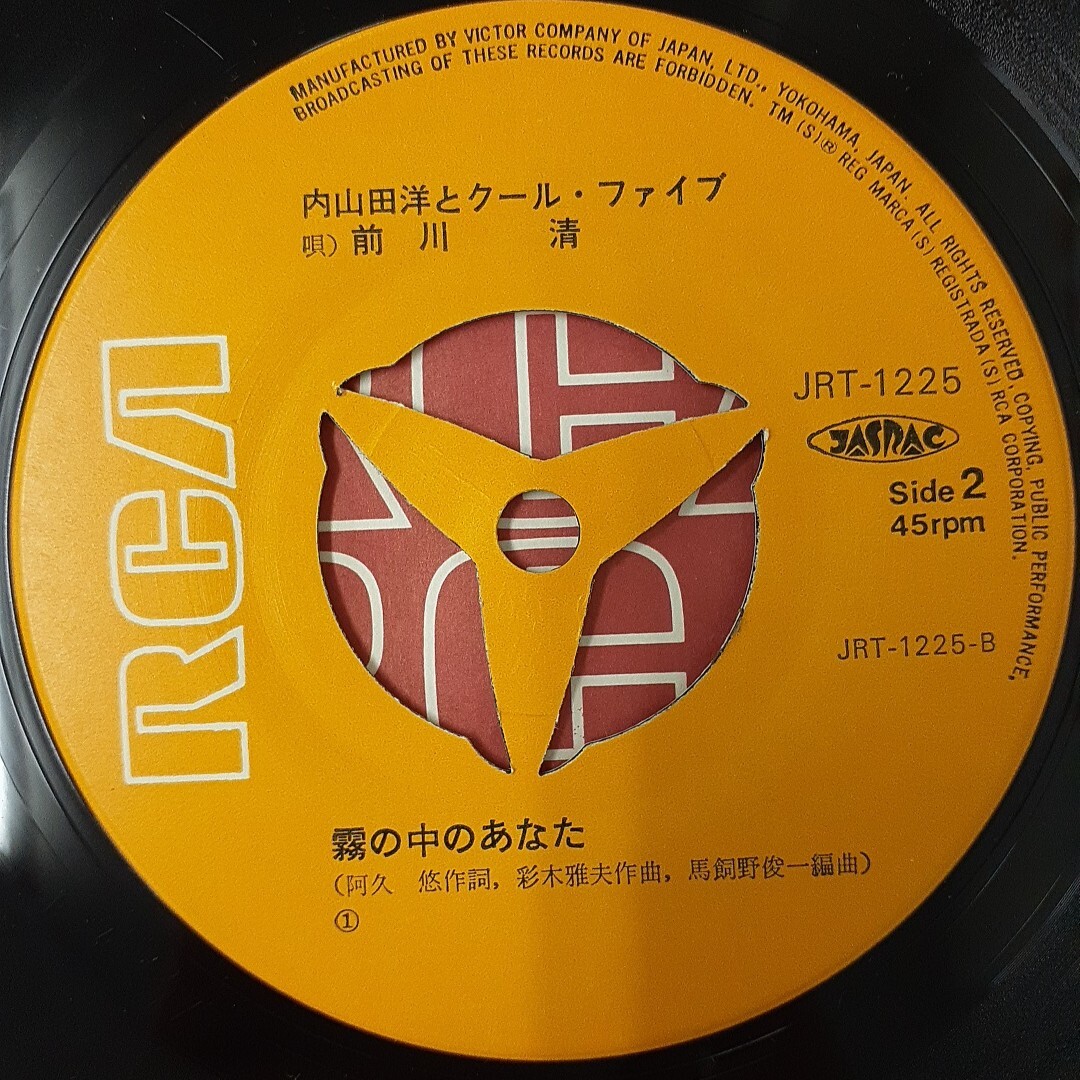 MANUFACTURED BY VICTOR COMPANY OF JAPAN, LTD., YOKOHAMA, JAPAN. ALL RIGHTS RESERVED, COPYING, PUBLIC PERFORMANCE,
BROADCASTING OF THESE RECORDS ARE FORBIDDEN. TM (S)® REG MARCA (S) REGISTRADA (S) RCA CORPORATION.
内山田洋とクール・ファイブ
唄) 前川 清
RCA
JRT-1225
JASRAC
Side 2
45rpm
JRT-1225-B
霧の中のあなた
(阿久 悠作詞, 彩木雅夫作曲, 馬飼野俊一編曲)
①